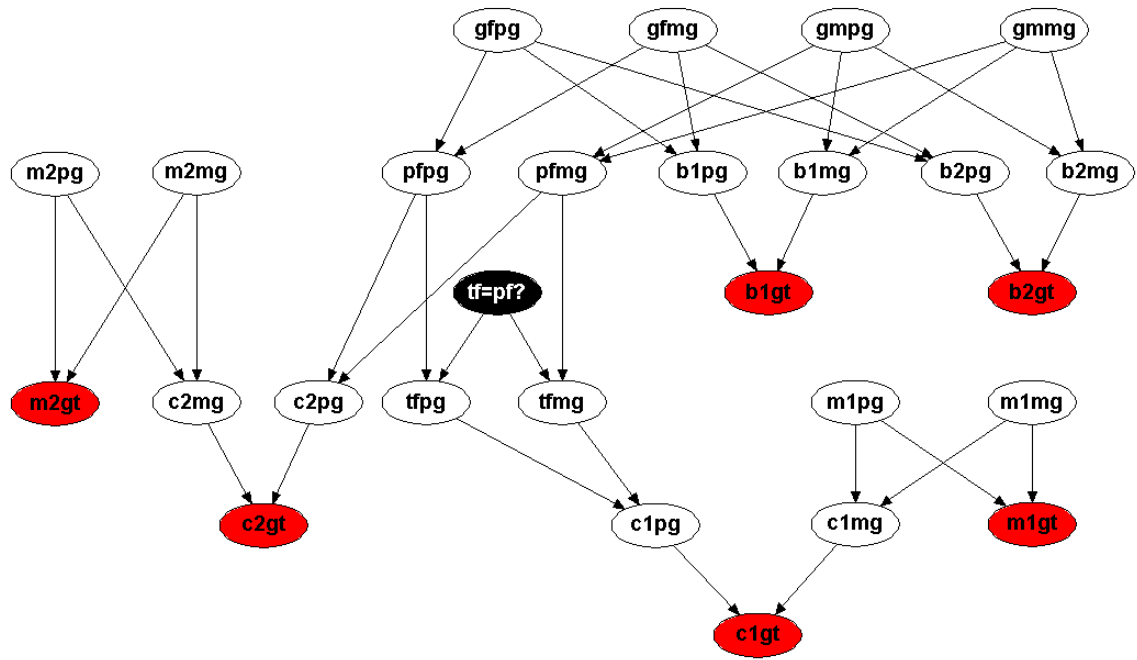 gfpg gfmg gmpg gmmg
m2pg m2mg pfpg pfmg b1pg b1mg b2pg b2mg
tf=pf? b1gt b2gt
m2gt c2mg c2pg tfpg tfmg m1pg m1mg
c2gt c1pg c1mg m1gt
c1gt